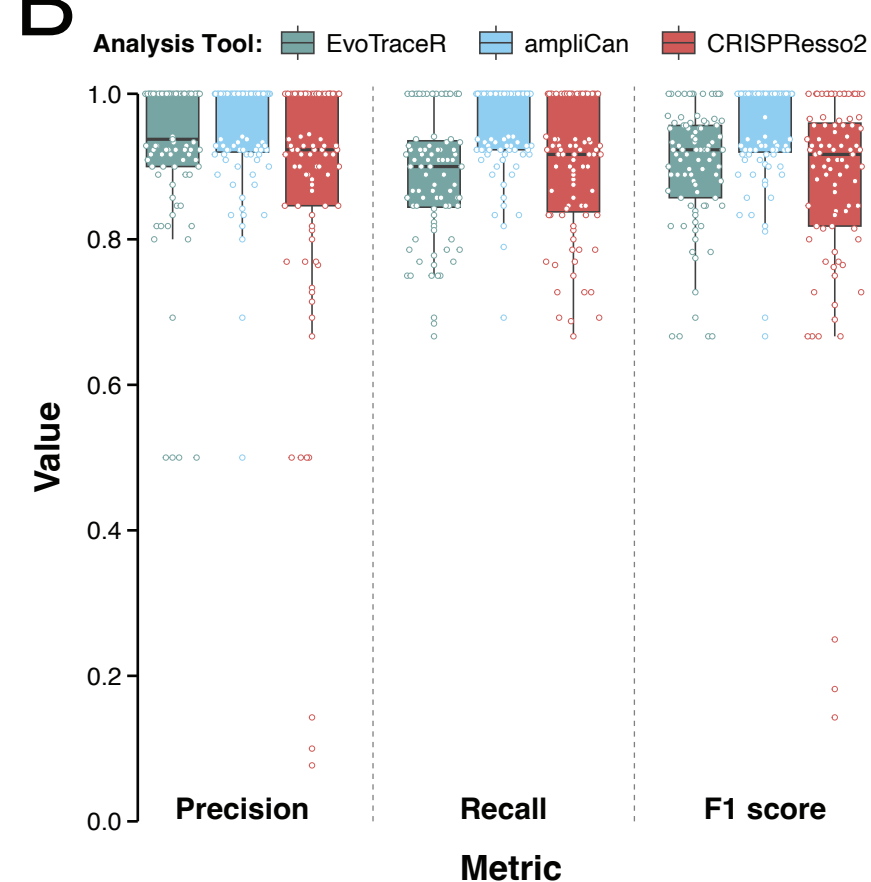 B
Analysis Tool: EvoTraceR ampliCan CRISPResso2
1.0
0.8
0.6
0.4
0.2
0.0
Value
Precision Recall F1 score
Metric